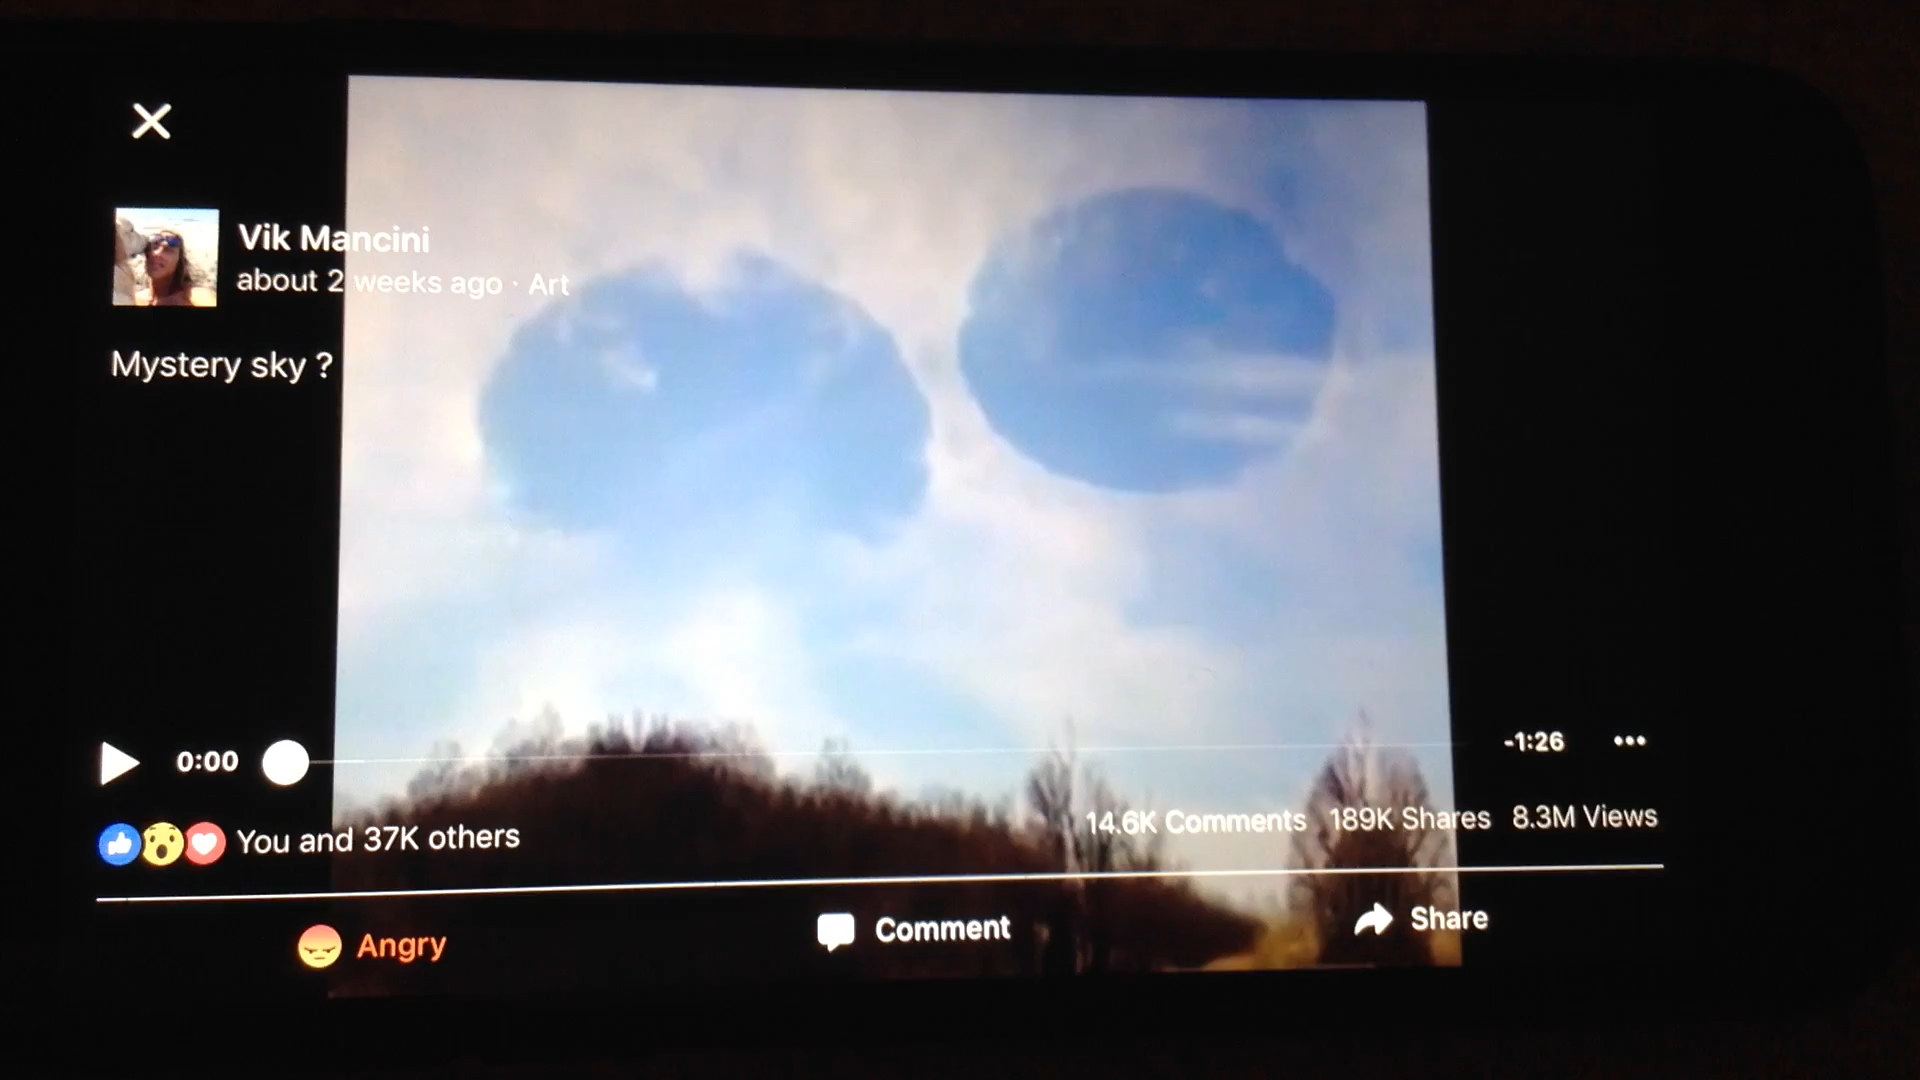 Vik Mancini
about 2 weeks ago · Art
Mystery sky ?
0:00
-1:26
You and 37K others
14.6K Comments 189K Shares 8.3M Views
Angry
Comment
Share